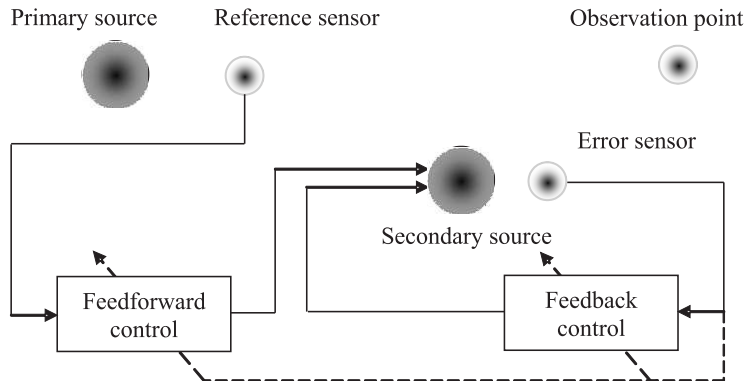 Primary source
Reference sensor
Observation point
Error sensor
Secondary source
Feedforward
control
Feedback
control